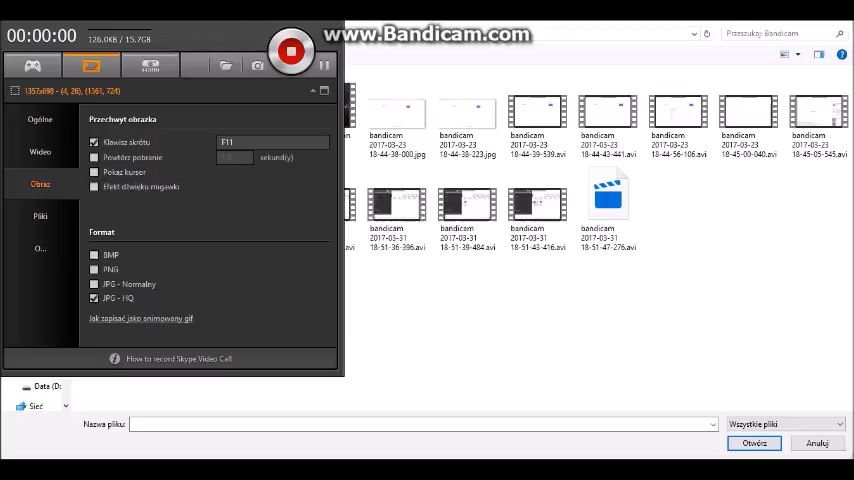 00:00:00
126.0KB / 15.7GB
www.Bandicam.com
Przeszukaj: Bandicam
HDMI
1357x698 - (4, 26), (1361, 724)
Ogólne
Wideo
Obraz
Pliki
O...
Przechwyt obrazka
Klawisz skrótu
F11
Powtórz pobranie
sekund(y)
Pokaż kursor
Efekt dźwięku migawki
Format
BMP
PNG
JPG - Normalny
JPG - HQ
Jak zapisać jako animowany gif
How to record Skype Video Call
bandicam
2017-03-23
18-44-38-000.jpg
bandicam
2017-03-23
18-44-38-223.jpg
bandicam
2017-03-23
18-44-39-539.avi
bandicam
2017-03-23
18-44-43-441.avi
bandicam
2017-03-23
18-44-56-106.avi
bandicam
2017-03-23
18-45-00-040.avi
bandicam
2017-03-23
18-45-05-545.avi
bandicam
2017-03-31
18-51-36-396.avi
bandicam
2017-03-31
18-51-39-484.avi
bandicam
2017-03-31
18-51-43-416.avi
bandicam
2017-03-31
18-51-47-276.avi
Data (D:
Sieć
Nazwa pliku:
Wszystkie pliki
Otwórz
Anuluj